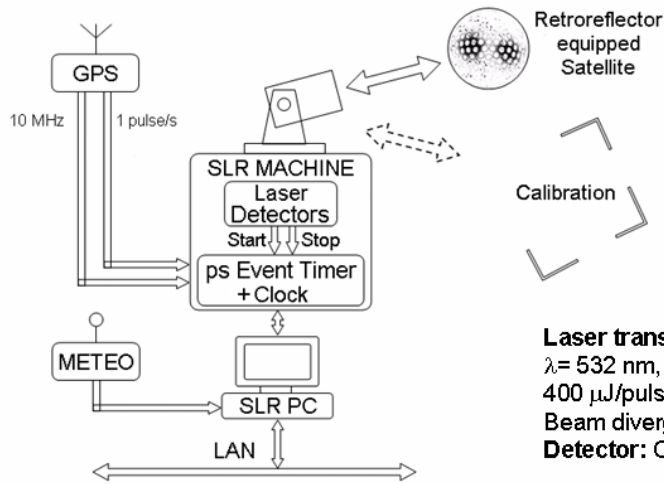 Retroreflector
equipped
Satellite
GPS
10 MHz
1 pulse/s
SLR MACHINE
Laser
Detectors
Start
Stop
ps Event Timer
+ Clock
Calibration
METEO
SLR PC
LAN
Laser trans
λ= 532 nm,
400 μJ/puls
Beam diverg
Detector: